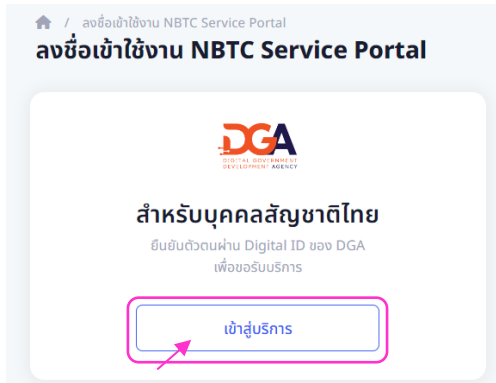 / ลงชื่อเข้าใช้งาน NBTC Service Portal
ลงชื่อเข้าใช้งาน NBTC Service Portal
DGA
DIGITAL GOVERNMENT
DEVELOPMENT AGENCY
สำหรับบุคคลสัญชาติไทย
ยืนยันตัวตนผ่าน Digital ID ของ DGA
เพื่อขอรับบริการ
เข้าสู่บริการ